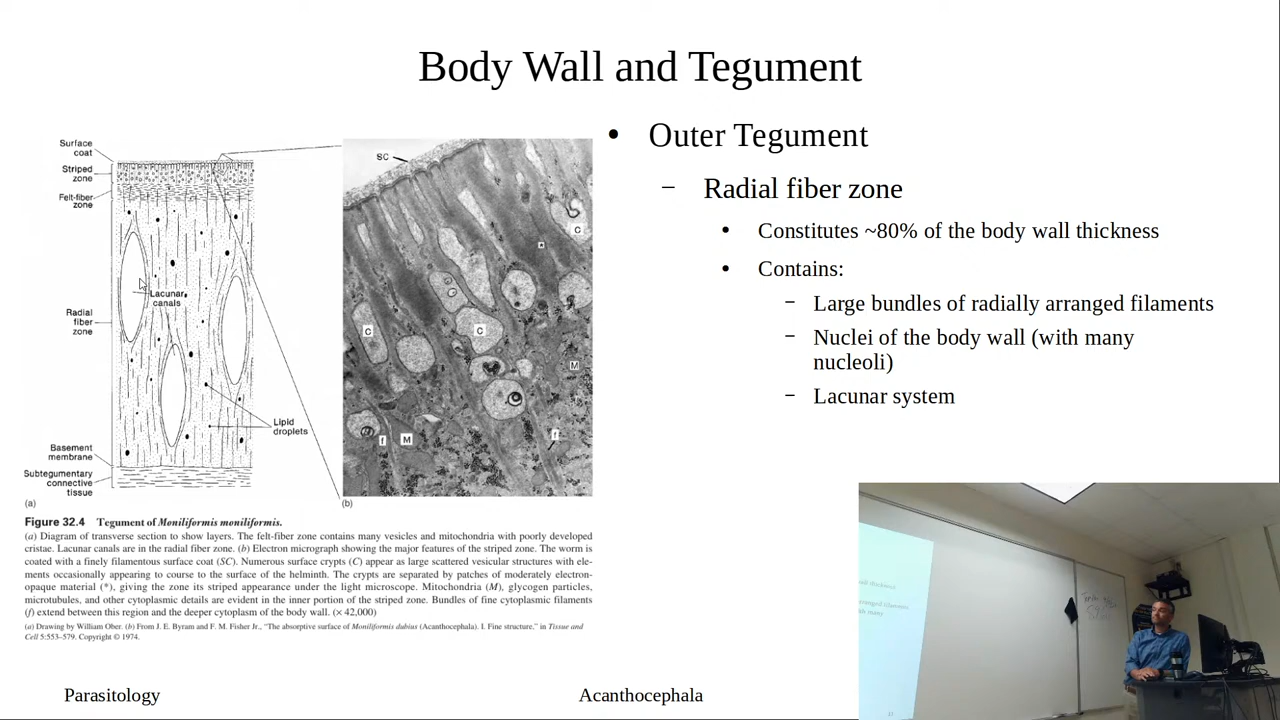 Body Wall and Tegument
Surface
coat
Striped
zone
Felt-fiber
zone
Lacunar
canals
Radial
fiber
zone
Lipid
droplets
Basement
membrane
Subtegumentary
connective
tissue
(a)
SC
C
*
C
C
M
f
M
f
(b)
Figure 32.4 Tegument of Moniliformis moniliformis.
(a) Diagram of transverse section to show layers. The felt-fiber zone contains many vesicles and mitochondria with poorly developed
cristae. Lacunar canals are in the radial fiber zone. (b) Electron micrograph showing the major features of the striped zone. The worm is
coated with a finely filamentous surface coat (SC). Numerous surface crypts (C) appear as large scattered vesicular structures with ele-
ments occasionally appearing to course to the surface of the helminth. The crypts are separated by patches of moderately electron-
opaque material (*), giving the zone its striped appearance under the light microscope. Mitochondria (M), glycogen particles,
microtubules, and other cytoplasmic details are evident in the inner portion of the striped zone. Bundles of fine cytoplasmic filaments
(f) extend between this region and the deeper cytoplasm of the body wall. (× 42,000)
(a) Drawing by William Ober. (b) From J. E. Byram and F. M. Fisher Jr., "The absorptive surface of Moniliformis dubius (Acanthocephala). I. Fine structure," in Tissue and
Cell 5:553–579. Copyright © 1974.
• Outer Tegument
– Radial fiber zone
• Constitutes ~80% of the body wall thickness
• Contains:
– Large bundles of radially arranged filaments
– Nuclei of the body wall (with many
nucleoli)
– Lacunar system
Parasitology
Acanthocephala